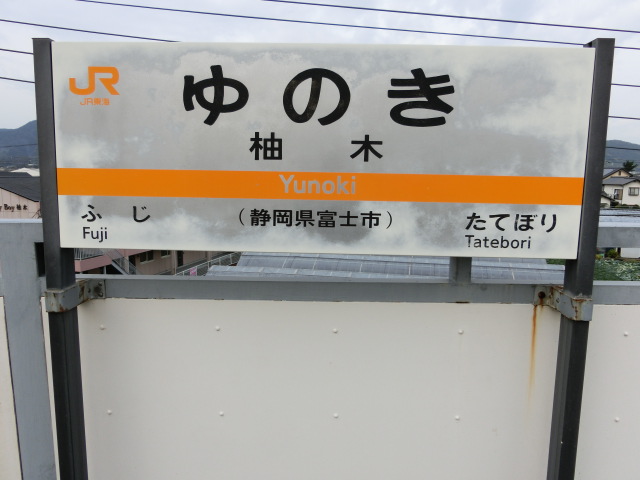 JR
JR東海
ゆのき
柚木
Yunoki
ふじ
Fuji
（静岡県富士市）
たてぼり
Tatebori